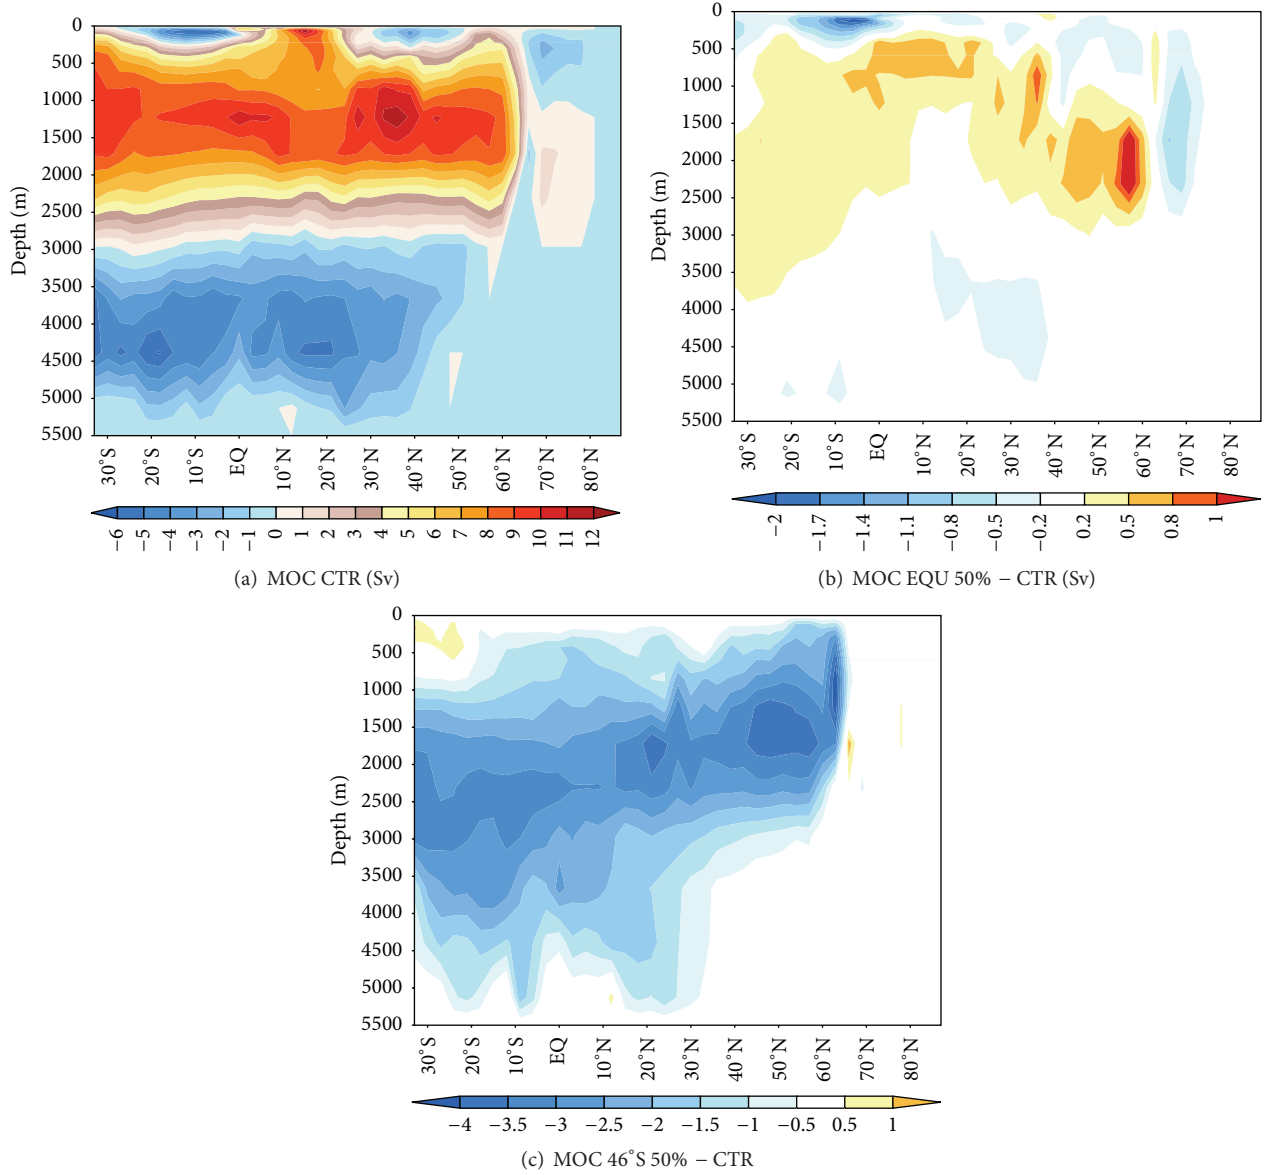 0
500
1000
1500
2000
2500
3000
3500
4000
4500
5000
5500
Depth (m)
30°S
20°S
10°S
EQ
10°N
20°N
30°N
40°N
50°N
60°N
70°N
80°N
−6
−5
−4
−3
−2
−1
0
1
2
3
4
5
6
7
8
9
10
11
12
(a) MOC CTR (Sv)
0
500
1000
1500
2000
2500
3000
3500
4000
4500
5000
5500
Depth (m)
30°S
20°S
10°S
EQ
10°N
20°N
30°N
40°N
50°N
60°N
70°N
80°N
−2
−1.7
−1.4
−1.1
−0.8
−0.5
−0.2
0.2
0.5
0.8
1
(b) MOC EQU 50% − CTR (Sv)
0
500
1000
1500
2000
2500
3000
3500
4000
4500
5000
5500
Depth (m)
30°S
20°S
10°S
EQ
10°N
20°N
30°N
40°N
50°N
60°N
70°N
80°N
−4
−3.5
−3
−2.5
−2
−1.5
−1
−0.5
0.5
1
(c) MOC 46°S 50% − CTR